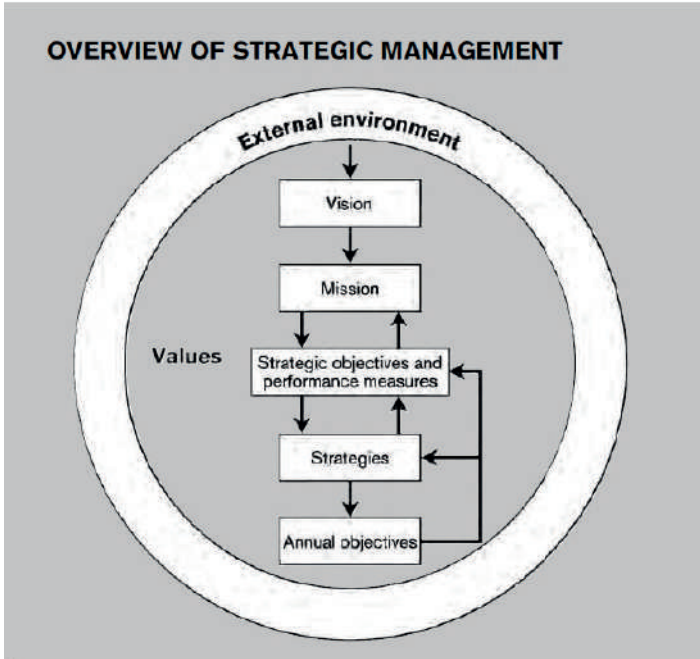 OVERVIEW OF STRATEGIC MANAGEMENT
External environment
Vision
Mission
Values
Strategic objectives and
performance measures
Strategies
Annual objectives